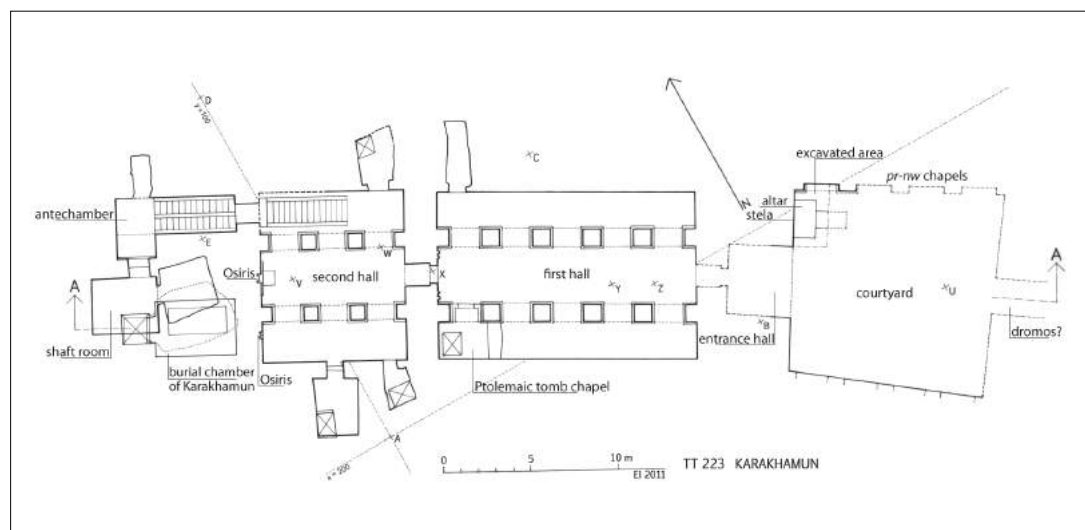 D
y=100
C
N
excavated area
pr-nw chapels
altar
stela
antechamber
E
W
Osiris
V
second hall
X
first hall
Y
Z
courtyard
U
A
A
B
entrance hall
dromos?
shaft room
burial chamber
of Karakhamun
Osiris
Ptolemaic tomb chapel
A
0
5
10 m
EI 2011
TT 223 KARAKHAMUN